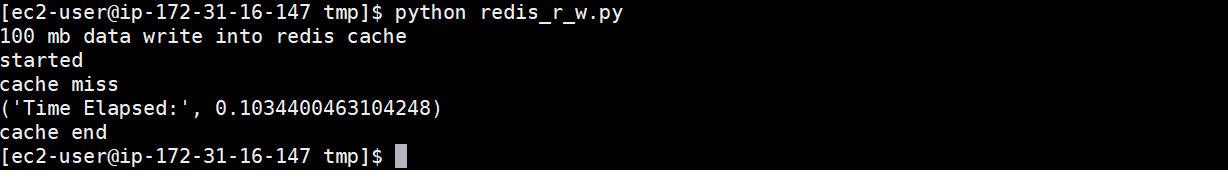 [ec2-user@ip-172-31-16-147 tmp]$ python redis_r_w.py
100 mb data write into redis cache
started
cache miss
('Time Elapsed:', 0.1034400463104248)
cache end
[ec2-user@ip-172-31-16-147 tmp]$